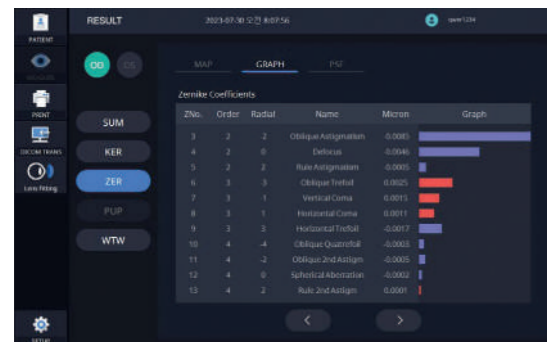 PATIENT
RESULT
2023-07-30 오전 8:07:56
qwer1234
OD
OS
MAP
GRAPH
PSF
PRINT
DICOM TRANS
Lens Fitting
SETUP
SUM
KER
ZER
PUP
WTW
Zernike Coefficients
ZNo. Order Radial Name Micron Graph
3 2 -2 Oblique Astigmatism -0.0085
4 2 0 Defocus -0.0046
5 2 2 Rule Astigmatism -0.0005
6 3 -3 Oblique Trefoil 0.0025
7 3 -1 Vertical Coma 0.0015
8 3 1 Horizontal Coma 0.0011
9 3 3 Horizontal Trefoil -0.0017
10 4 -4 Oblique Quatrefoil -0.0003
11 4 -2 Oblique 2nd Astigm -0.0005
12 4 0 Spherical Aberration -0.0002
13 4 2 Rule 2nd Astigm 0.0001